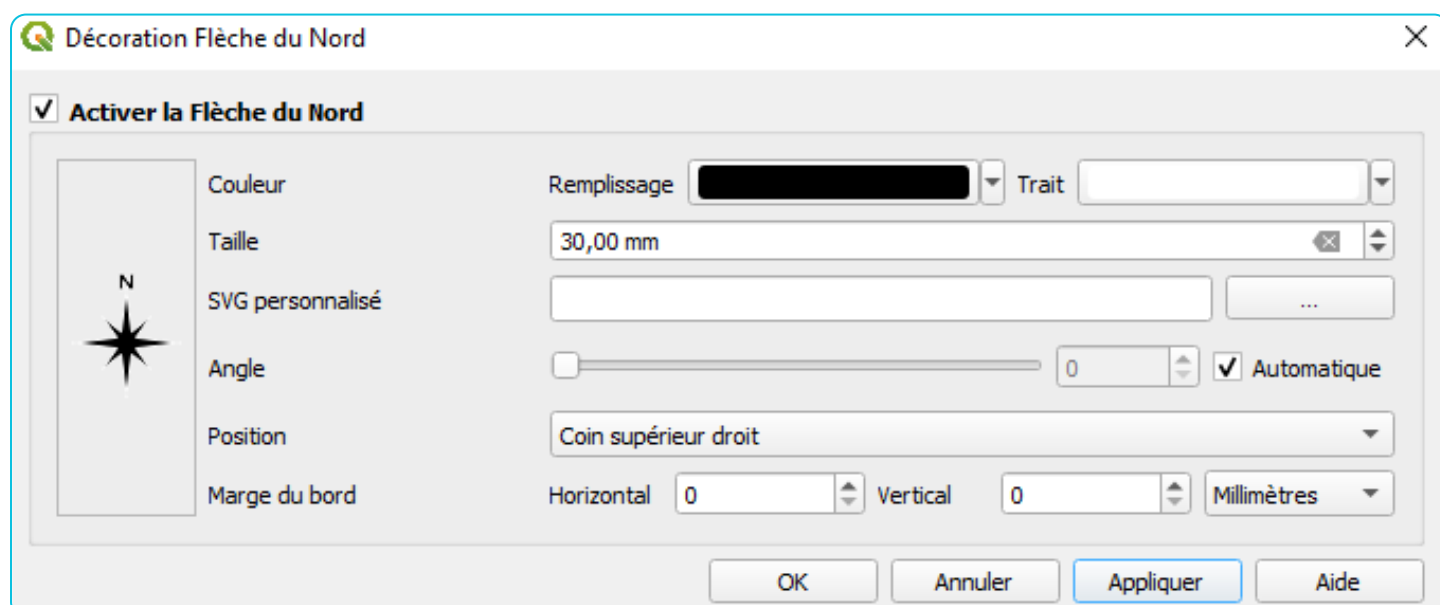 Décoration Flèche du Nord
Activer la Flèche du Nord
Couleur Remplissage Trait
Taille 30,00 mm
N
SVG personnalisé ...
Angle 0 Automatique
Position Coin supérieur droit
Marge du bord Horizontal 0 Vertical 0 Millimètres
OK Annuler Appliquer Aide